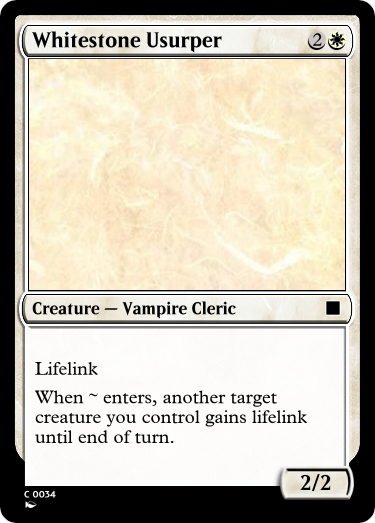 Whitestone Usurper 2
Creature — Vampire Cleric
Lifelink
When ~ enters, another target
creature you control gains lifelink
until end of turn.
2/2
C 0034